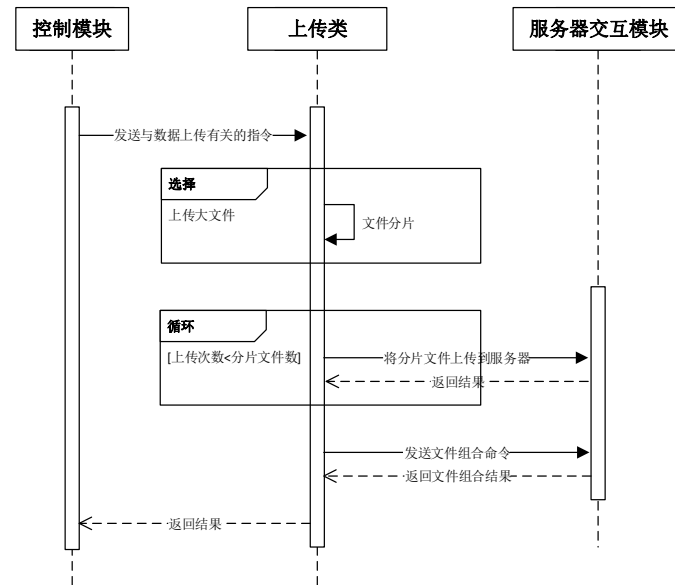 控制模块
上传类
服务器交互模块
发送与数据上传有关的指令
选择
上传大文件
文件分片
循环
[上传次数<分片文件数]
将分片文件上传到服务器
返回结果
发送文件组合命令
返回文件组合结果
返回结果